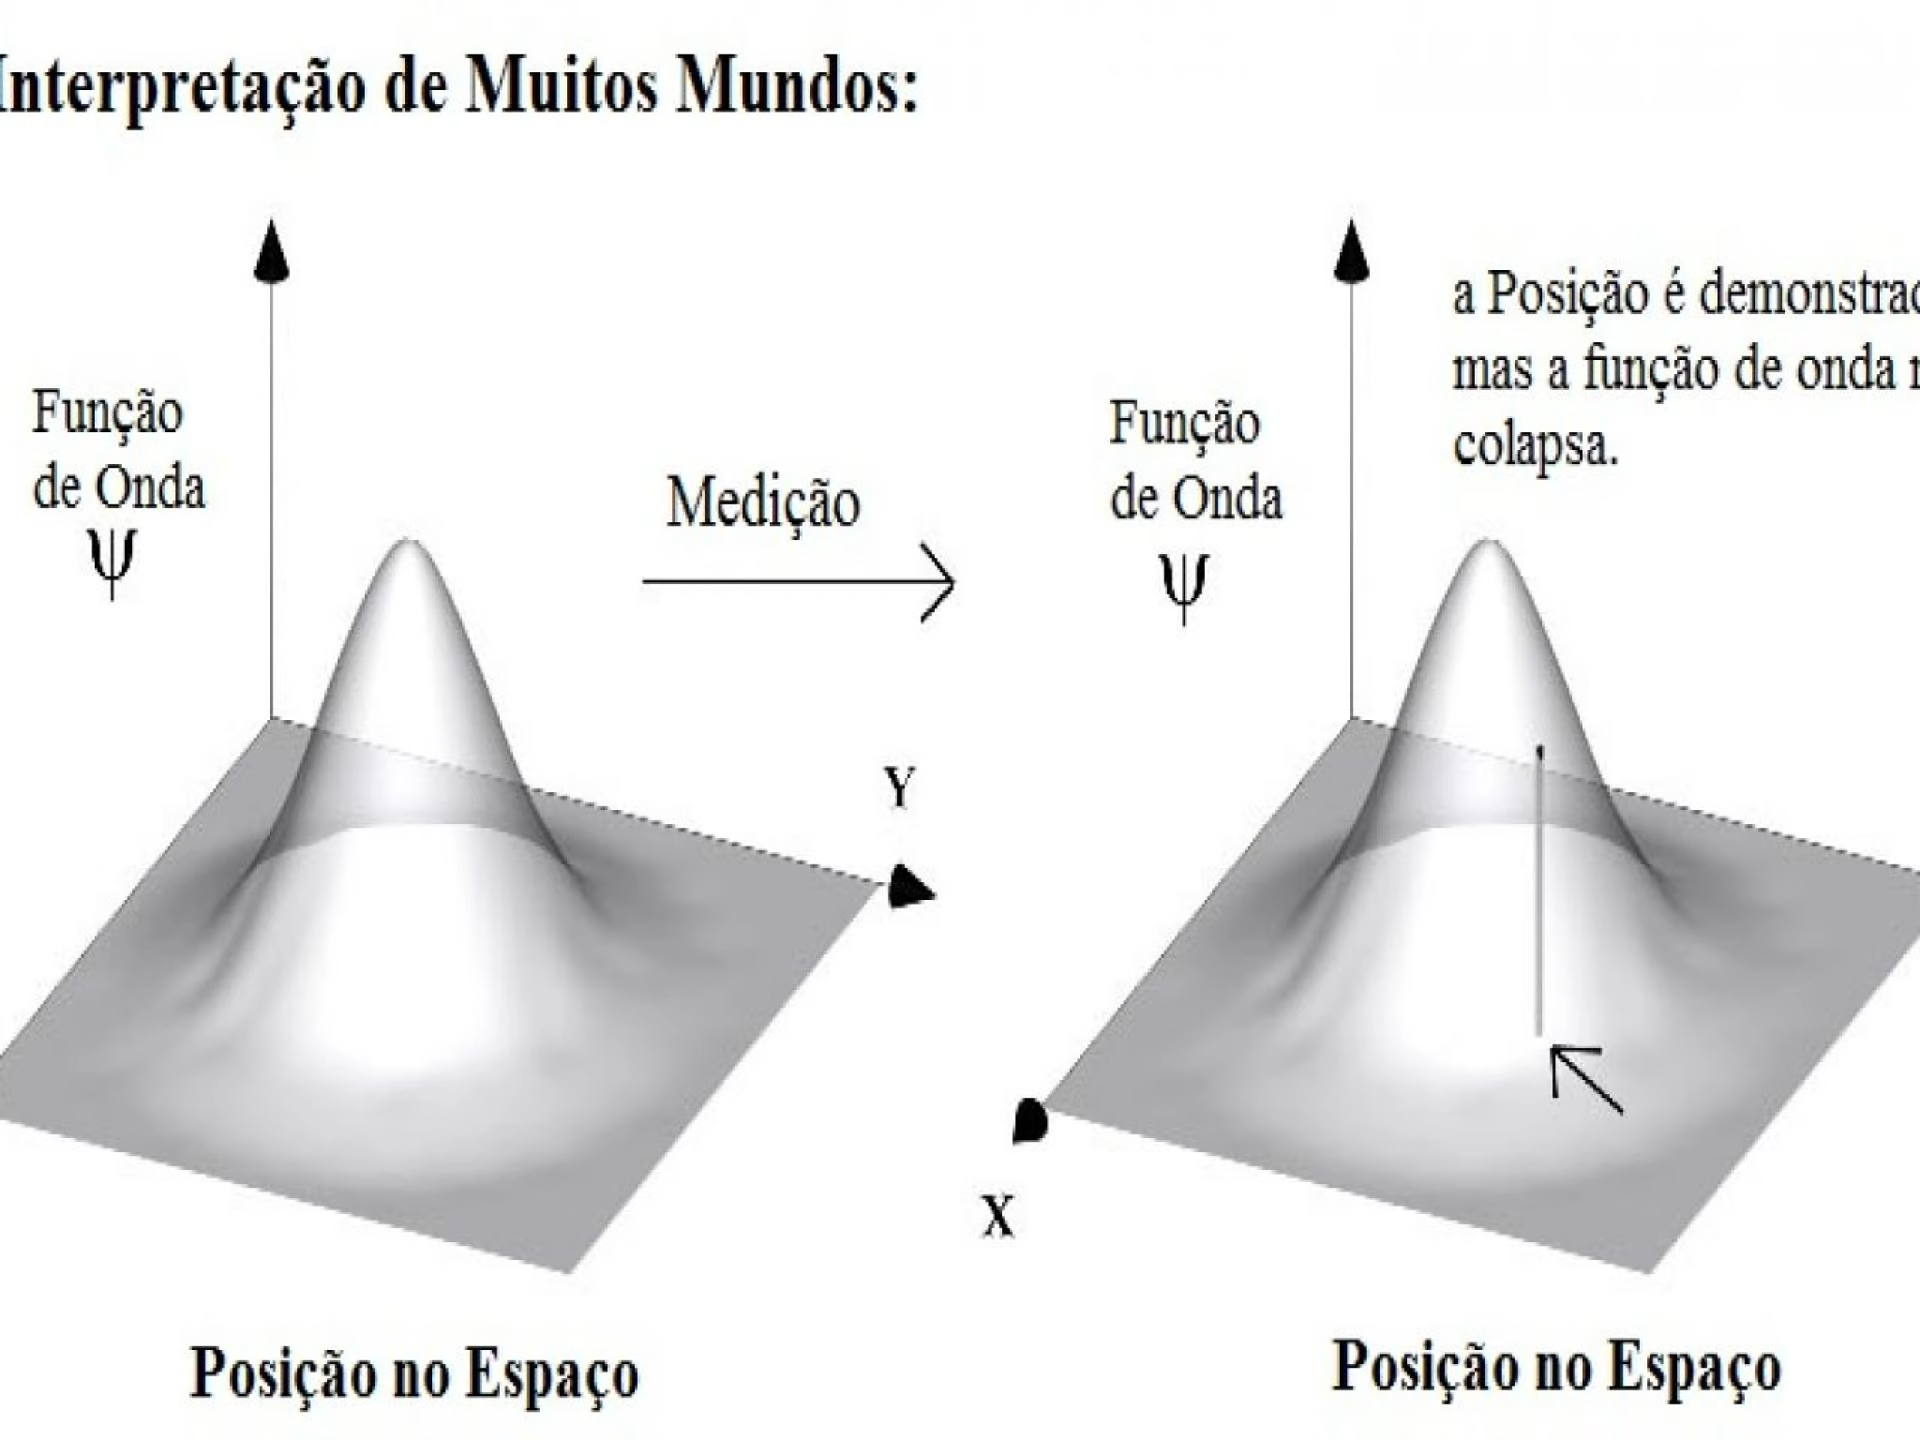 Interpretação de Muitos Mundos:
Função
de Onda
ψ
Medição
Y
Posição no Espaço
Função
de Onda
ψ
a Posição é
mas a função de onda
colapsa.
X
Posição no Espaço